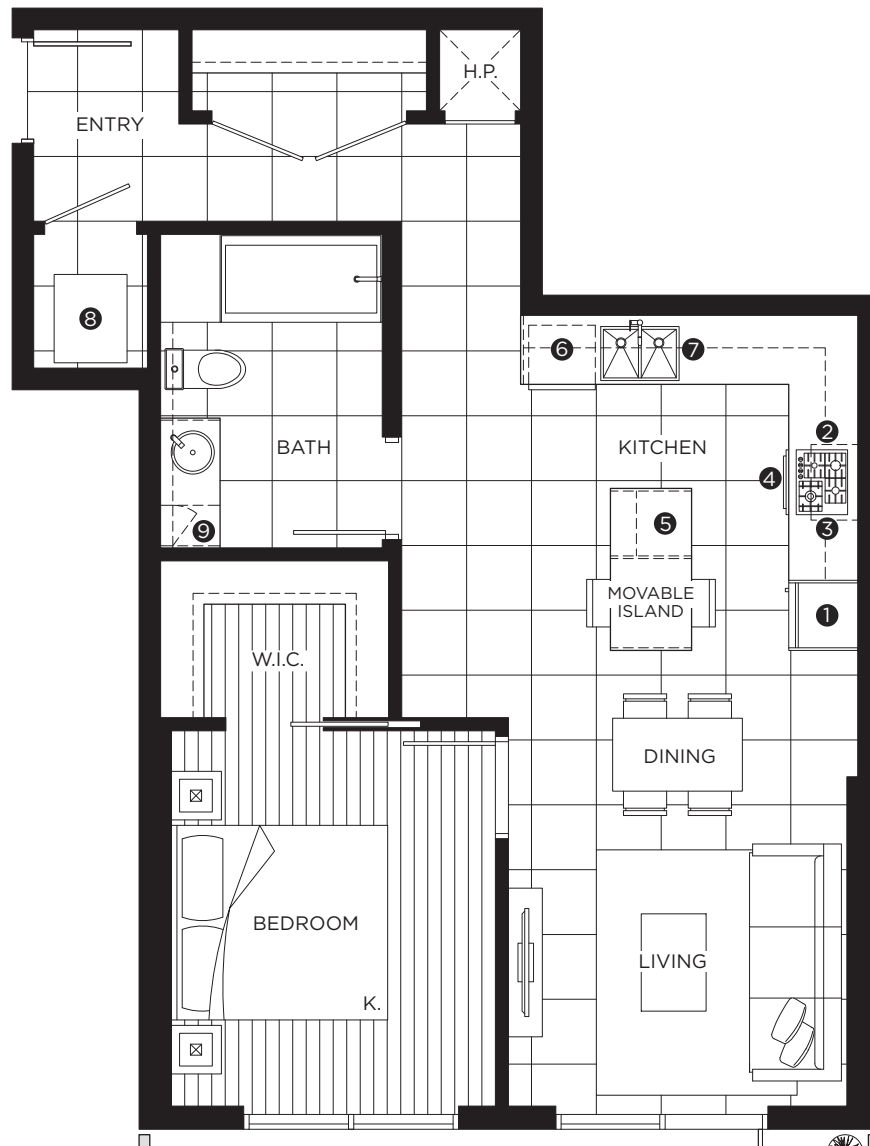 H.P.
ENTRY
8
6
7
2
BATH
KITCHEN
4
5
3
9
MOVABLE
ISLAND
1
W.I.C.
DINING
BEDROOM
LIVING
K.